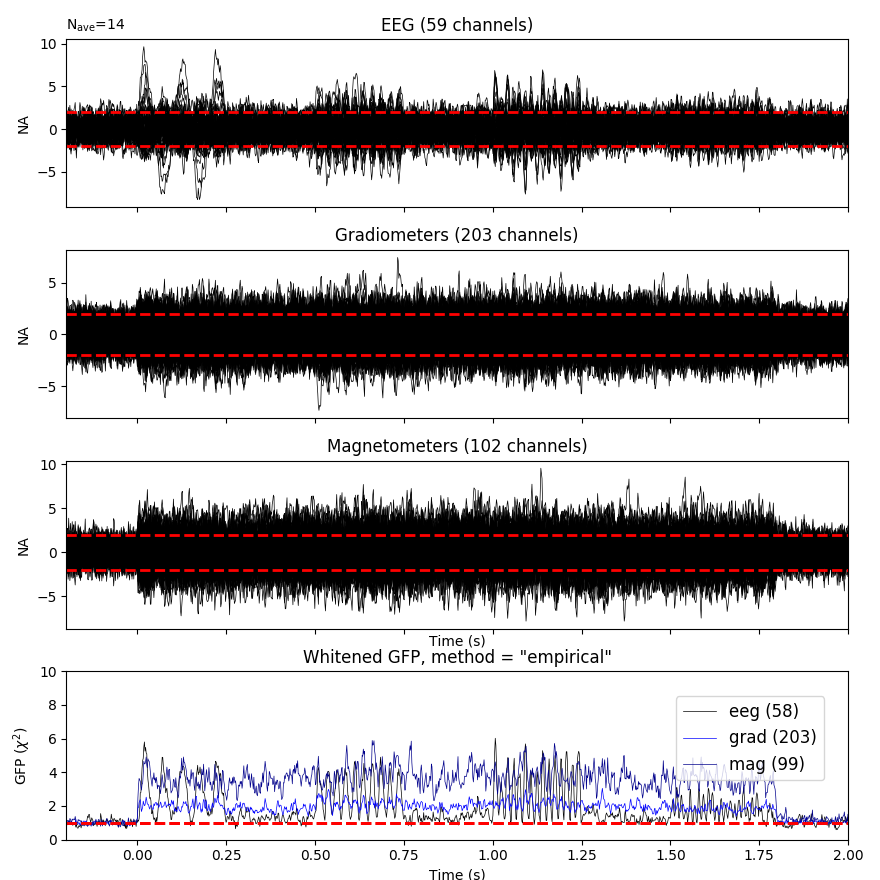 N_ave=14
EEG (59 channels)
10
5
0
−5
NA
Gradiometers (203 channels)
5
0
−5
NA
Magnetometers (102 channels)
10
5
0
−5
NA
Time (s)
Whitened GFP, method = "empirical"
10
8
6
4
2
0
GFP (χ²)
eeg (58)
grad (203)
mag (99)
0.00 0.25 0.50 0.75 1.00 1.25 1.50 1.75 2.00
Time (s)